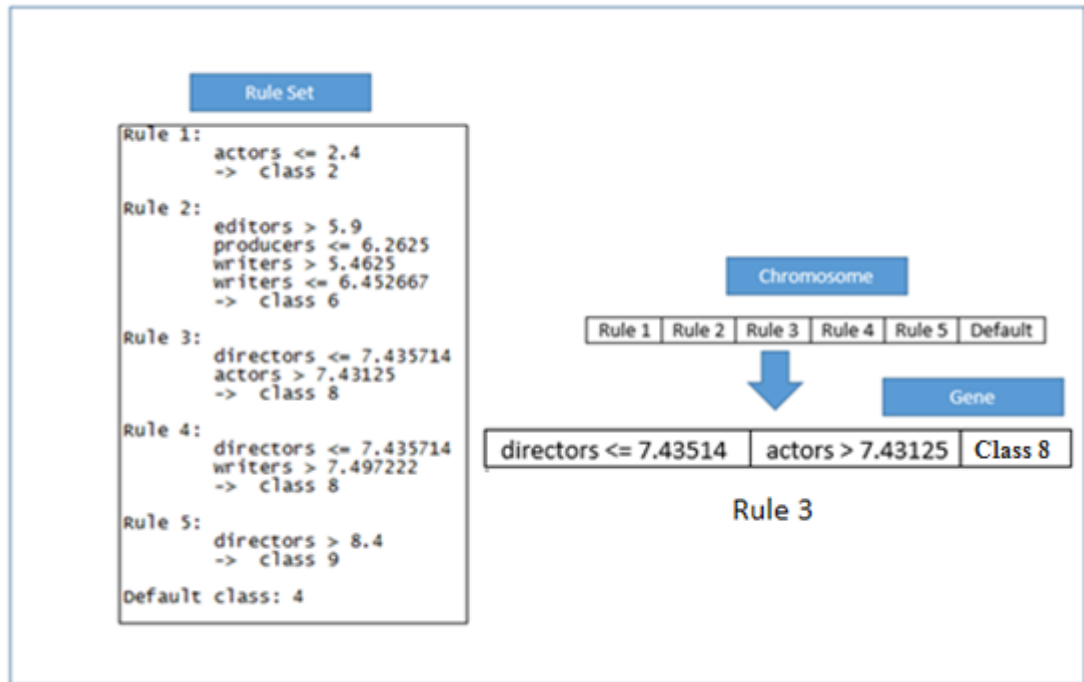 Rule Set
Rule 1:
actors <= 2.4
-> class 2
Rule 2:
editors > 5.9
producers <= 6.2625
writers > 5.4625
writers <= 6.452667
-> class 6
Rule 3:
directors <= 7.435714
actors > 7.43125
-> class 8
Rule 4:
directors <= 7.435714
writers > 7.497222
-> class 8
Rule 5:
directors > 8.4
-> class 9
Default class: 4
Chromosome
Rule 1 Rule 2 Rule 3 Rule 4 Rule 5 Default
Gene
directors <= 7.43514 actors > 7.43125 Class 8
Rule 3